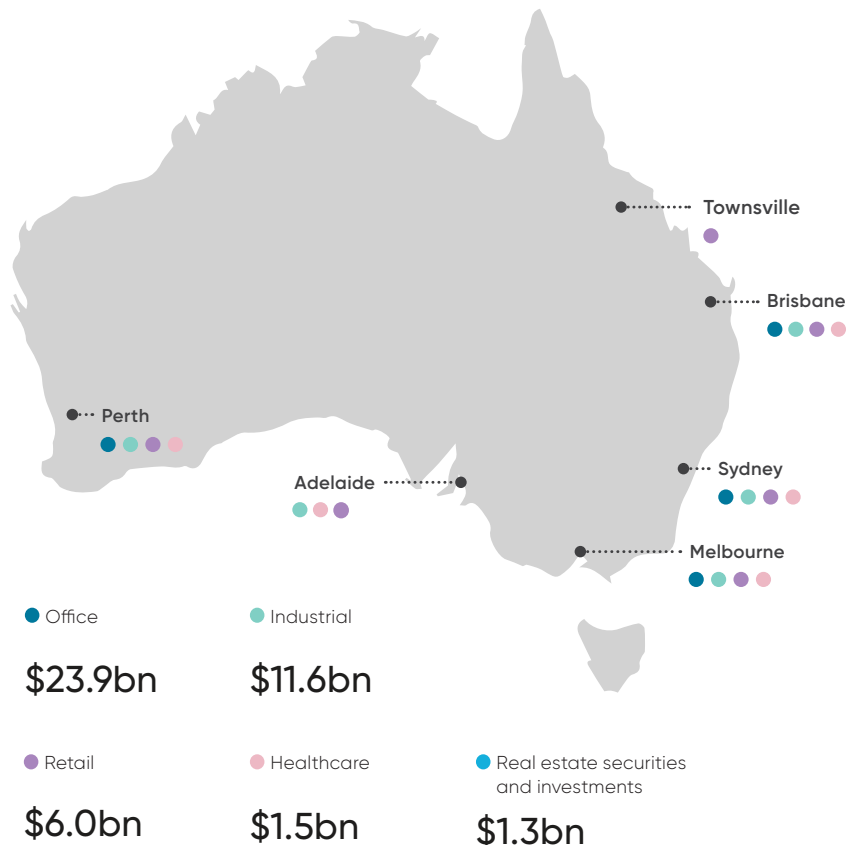 Townsville
Brisbane
Perth
Sydney
Adelaide
Melbourne
Office
Industrial
$23.9bn
$11.6bn
Retail
Healthcare
Real estate securities
and investments
$6.0bn
$1.5bn
$1.3bn